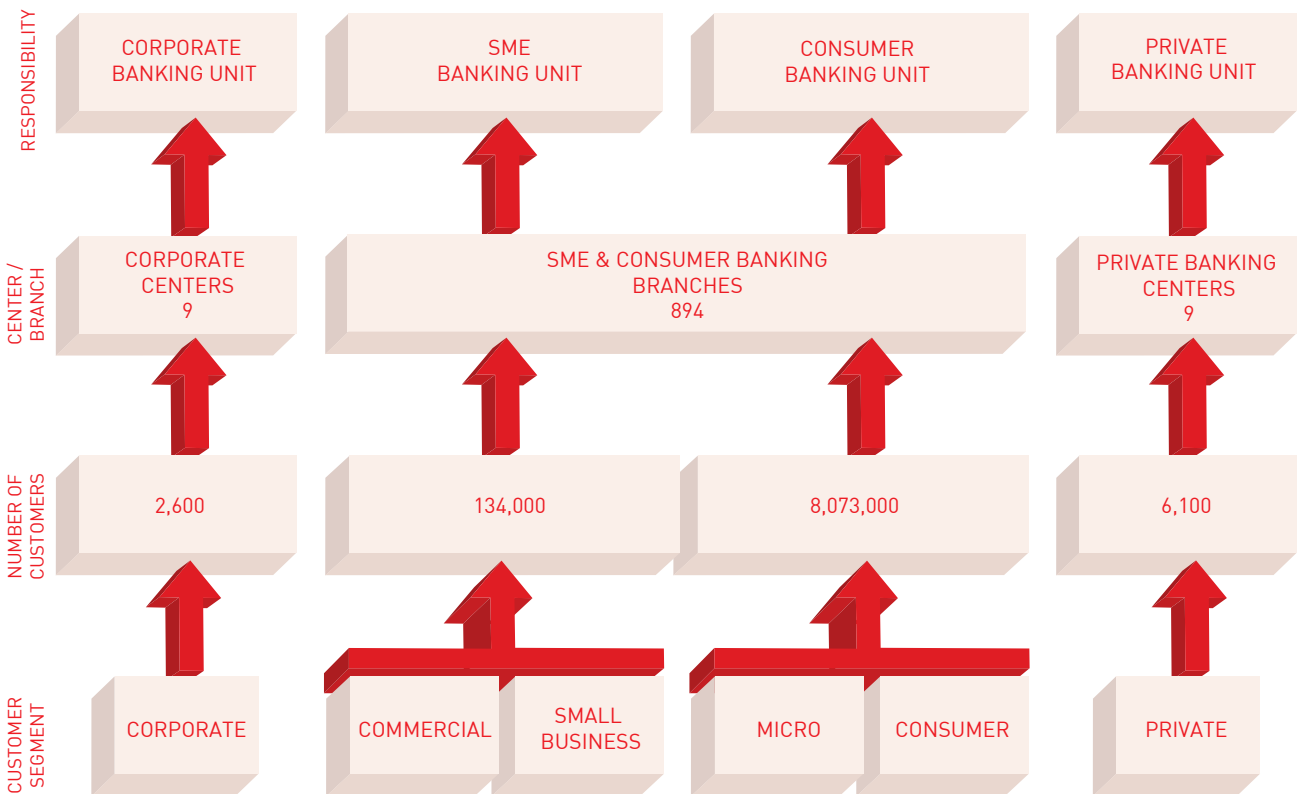 RESPONSIBILITY
CORPORATE
BANKING UNIT
SME
BANKING UNIT
CONSUMER
BANKING UNIT
PRIVATE
BANKING UNIT
CENTER /
BRANCH
CORPORATE
CENTERS
9
SME & CONSUMER BANKING
BRANCHES
894
PRIVATE BANKING
CENTERS
9
NUMBER OF
CUSTOMERS
2,600
134,000
8,073,000
6,100
CUSTOMER
SEGMENT
CORPORATE
COMMERCIAL
SMALL
BUSINESS
MICRO
CONSUMER
PRIVATE